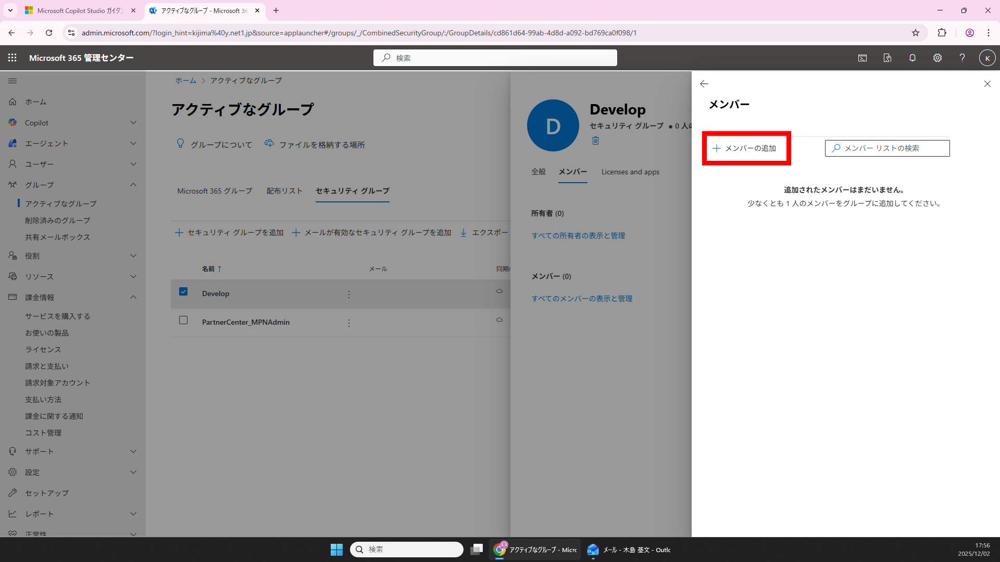 Microsoft Copilot Studio ガイダン
アクティブなグループ - Microsoft 36
admin.microsoft.com/?login_hint=kijima%40y.net1.jp&source=applauncher#/groups/_/CombinedSecurityGroup/:/GroupDetails/cd861d64-99ab-4d8d-a092-bd769ca0f098/1
Microsoft 365 管理センター
検索
K
ホーム
Copilot
エージェント
ユーザー
グループ
アクティブなグループ
削除済みのグループ
共有メールボックス
役割
リソース
課金情報
サービスを購入する
お使いの製品
ライセンス
請求と支払い
請求対象アカウント
支払い方法
課金に関する通知
コスト管理
サポート
設定
セットアップ
レポート
正常性
ホーム > アクティブなグループ
アクティブなグループ
グループについて
ファイルを格納する場所
Microsoft 365 グループ
配布リスト
セキュリティ グループ
セキュリティ グループを追加
メールが有効なセキュリティ グループを追加
エクスポー
名前 ↑
メール
同期
Develop
PartnerCenter_MPNAdmin
D
Develop
セキュリティ グループ ● 0 人の
全般
メンバー
Licenses and apps
所有者 (0)
すべての所有者の表示と管理
メンバー (0)
すべてのメンバーの表示と管理
メンバー
メンバーの追加
メンバー リストの検索
追加されたメンバーはまだいません。
少なくとも 1 人のメンバーをグループに追加してください。
検索
アクティブなグループ - Micrc
メール - 木島 基文 - Outlc
17:56
2025/12/02